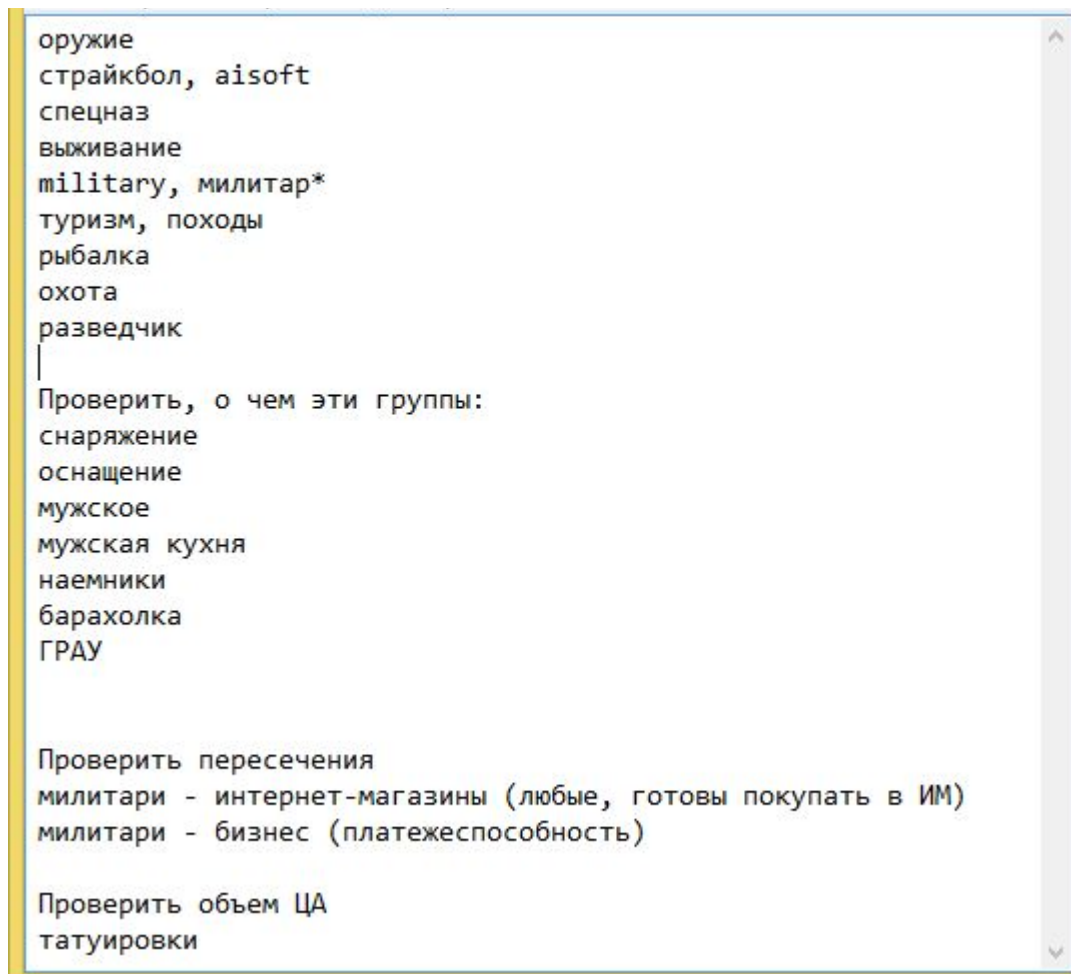 оружие
страйкбол, aisoft
спецназ
выживание
military, милитар*
туризм, походы
рыбалка
охота
разведчик
Проверить, о чем эти группы:
снаряжение
оснащение
мужское
мужская кухня
наемники
барахолка
ГРАУ
Проверить пересечения
милитари - интернет-магазины (любые, готовы покупать в ИМ)
милитари - бизнес (платежеспособность)
Проверить объем ЦА
татуировки